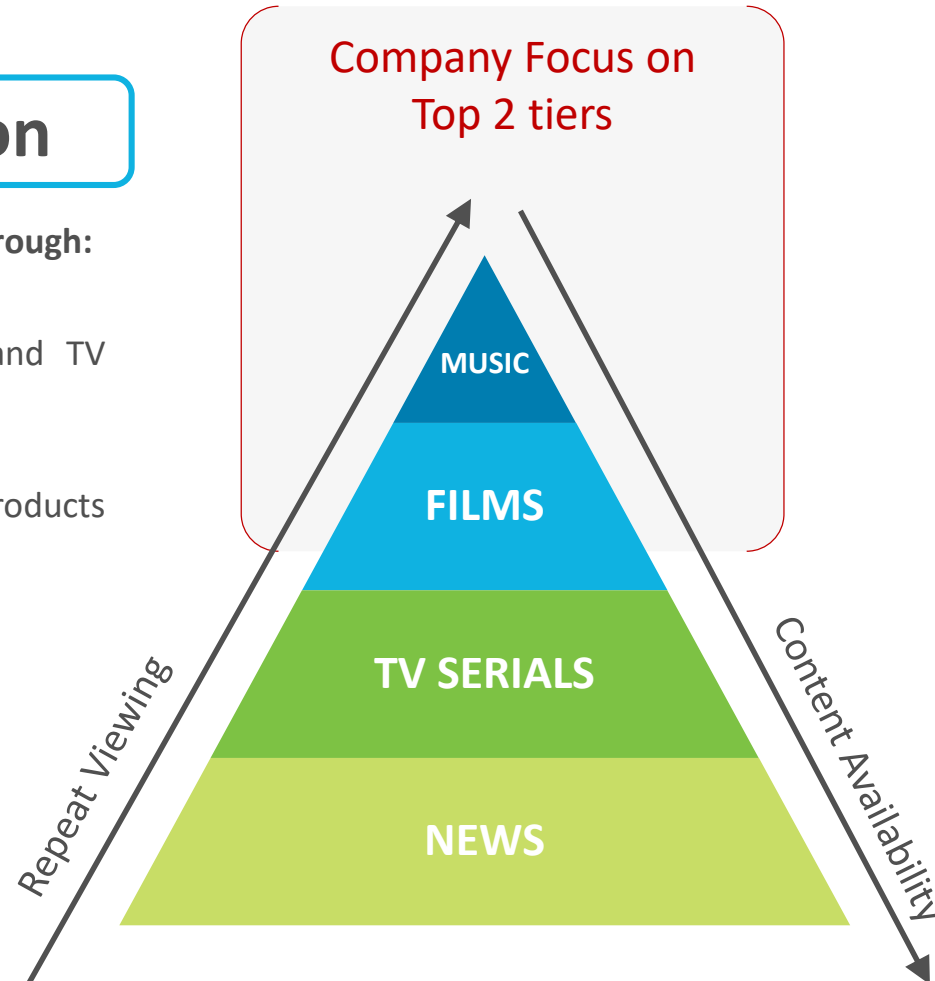 on
rough:
and TV
roducts
Company Focus on
Top 2 tiers
MUSIC
FILMS
TV SERIALS
NEWS
Repeat Viewing
Content Availability